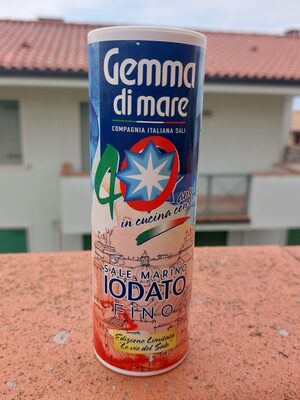 Gemma
di mare
COMPAGNIA ITALIANA SALI
40
in cucina con
SALE MARINO
IODATO
FINO
Edizione Limitata
Le vie del Sale